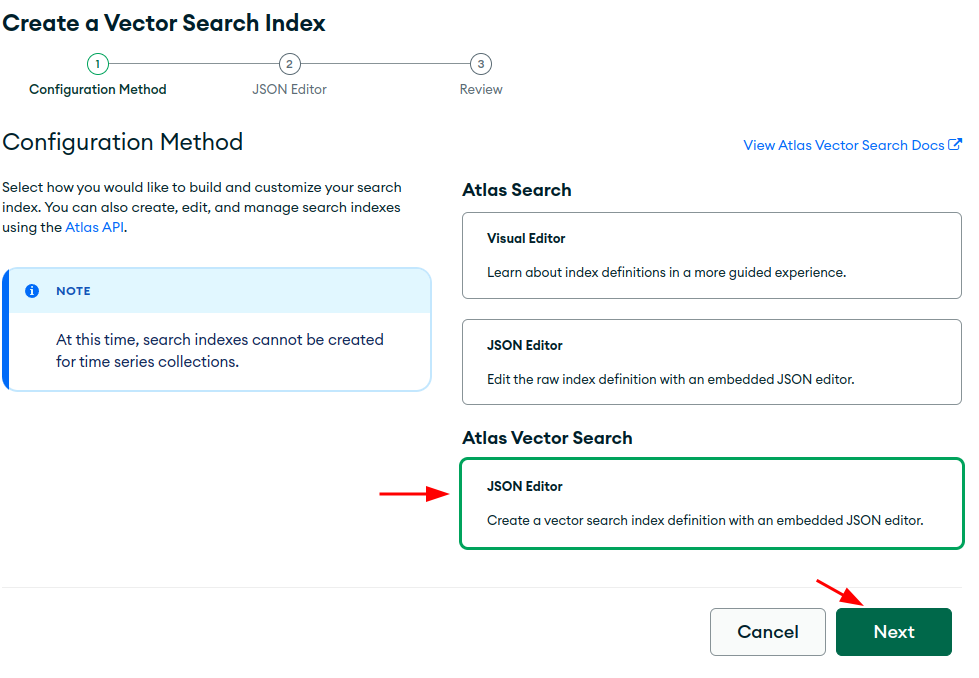 Create a Vector Search Index
1
2
3
Configuration Method
JSON Editor
Review
Configuration Method
View Atlas Vector Search Docs
Select how you would like to build and customize your search
index. You can also create, edit, and manage search indexes
using the Atlas API.
NOTE
At this time, search indexes cannot be created
for time series collections.
Atlas Search
Visual Editor
Learn about index definitions in a more guided experience.
JSON Editor
Edit the raw index definition with an embedded JSON editor.
Atlas Vector Search
JSON Editor
Create a vector search index definition with an embedded JSON editor.
Cancel
Next